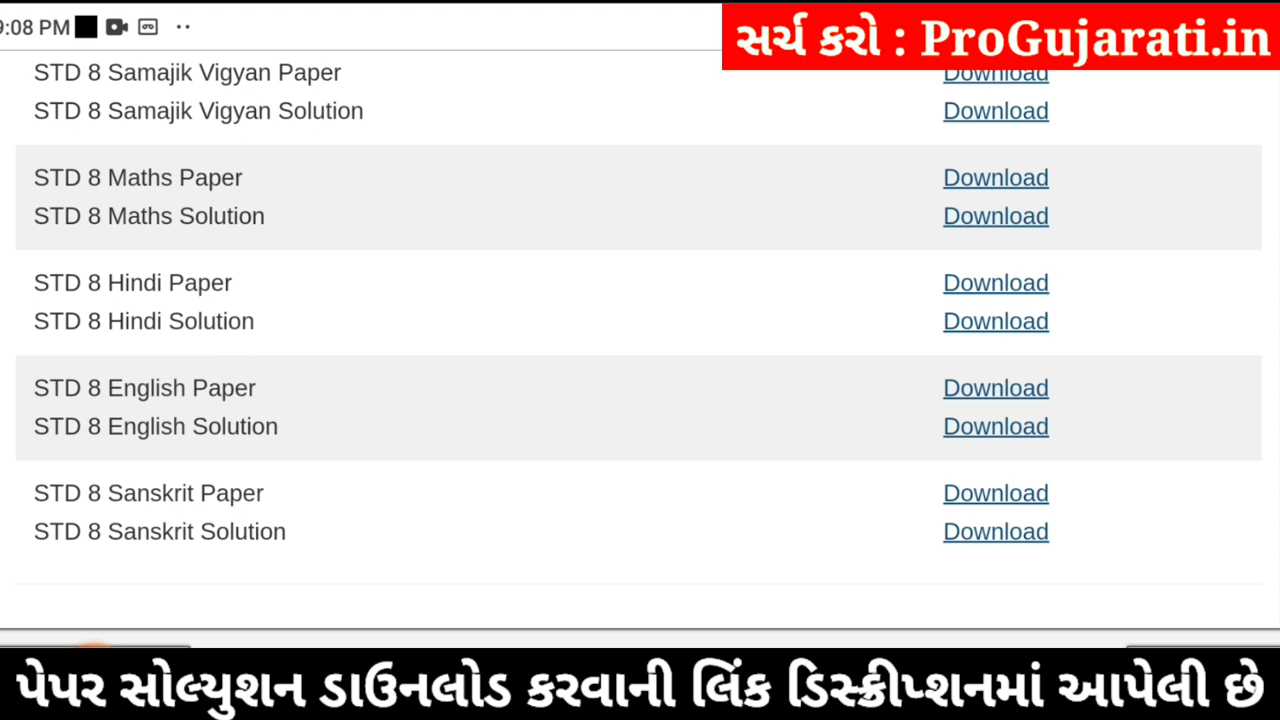 9:08 PM
સર્ચ કરો : ProGujarati.in
STD 8 Samajik Vigyan Paper Download
STD 8 Samajik Vigyan Solution Download
STD 8 Maths Paper Download
STD 8 Maths Solution Download
STD 8 Hindi Paper Download
STD 8 Hindi Solution Download
STD 8 English Paper Download
STD 8 English Solution Download
STD 8 Sanskrit Paper Download
STD 8 Sanskrit Solution Download
પેપર સોલ્યુશન ડાઉનલોડ કરવાની લિંક ડિસ્ક્રીપ્શનમાં આપેલી છે